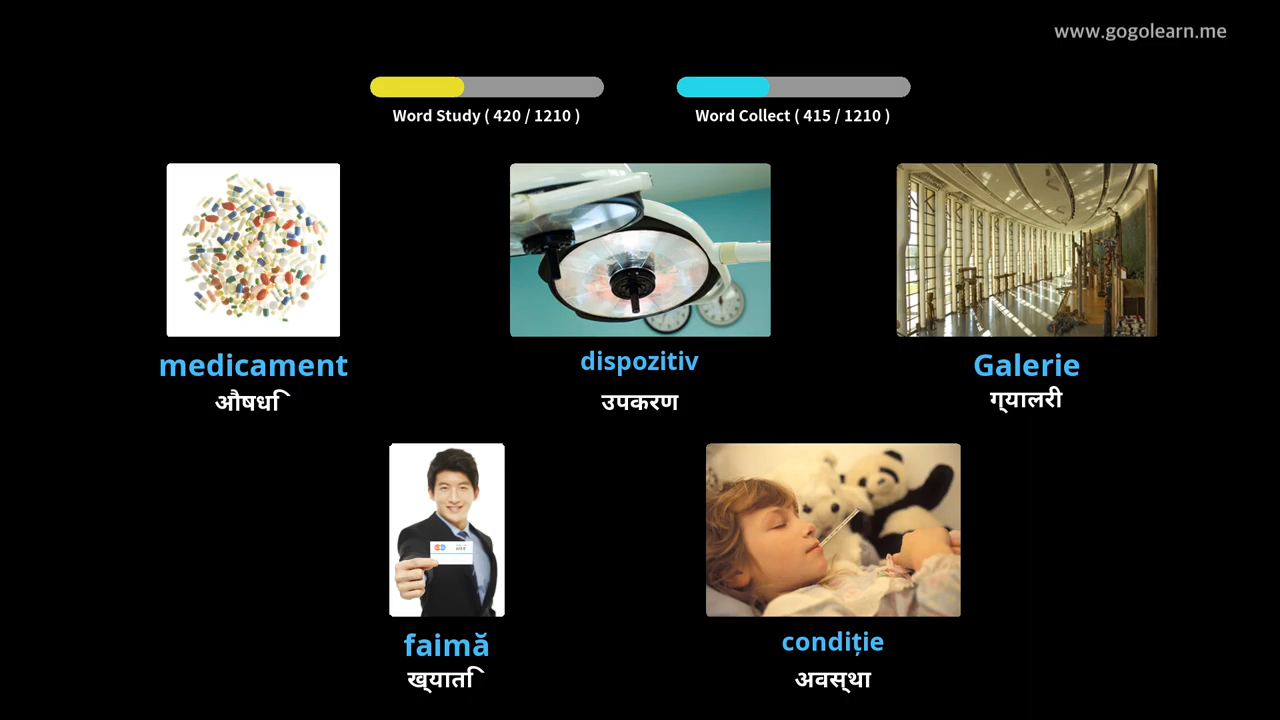 www.gogolearn.me
Word Study ( 420 / 1210 )
Word Collect ( 415 / 1210 )
medicament
औषधि
dispozitiv
उपकरण
Galerie
ग्यालरी
faimă
ख्याति
condiție
अवस्था